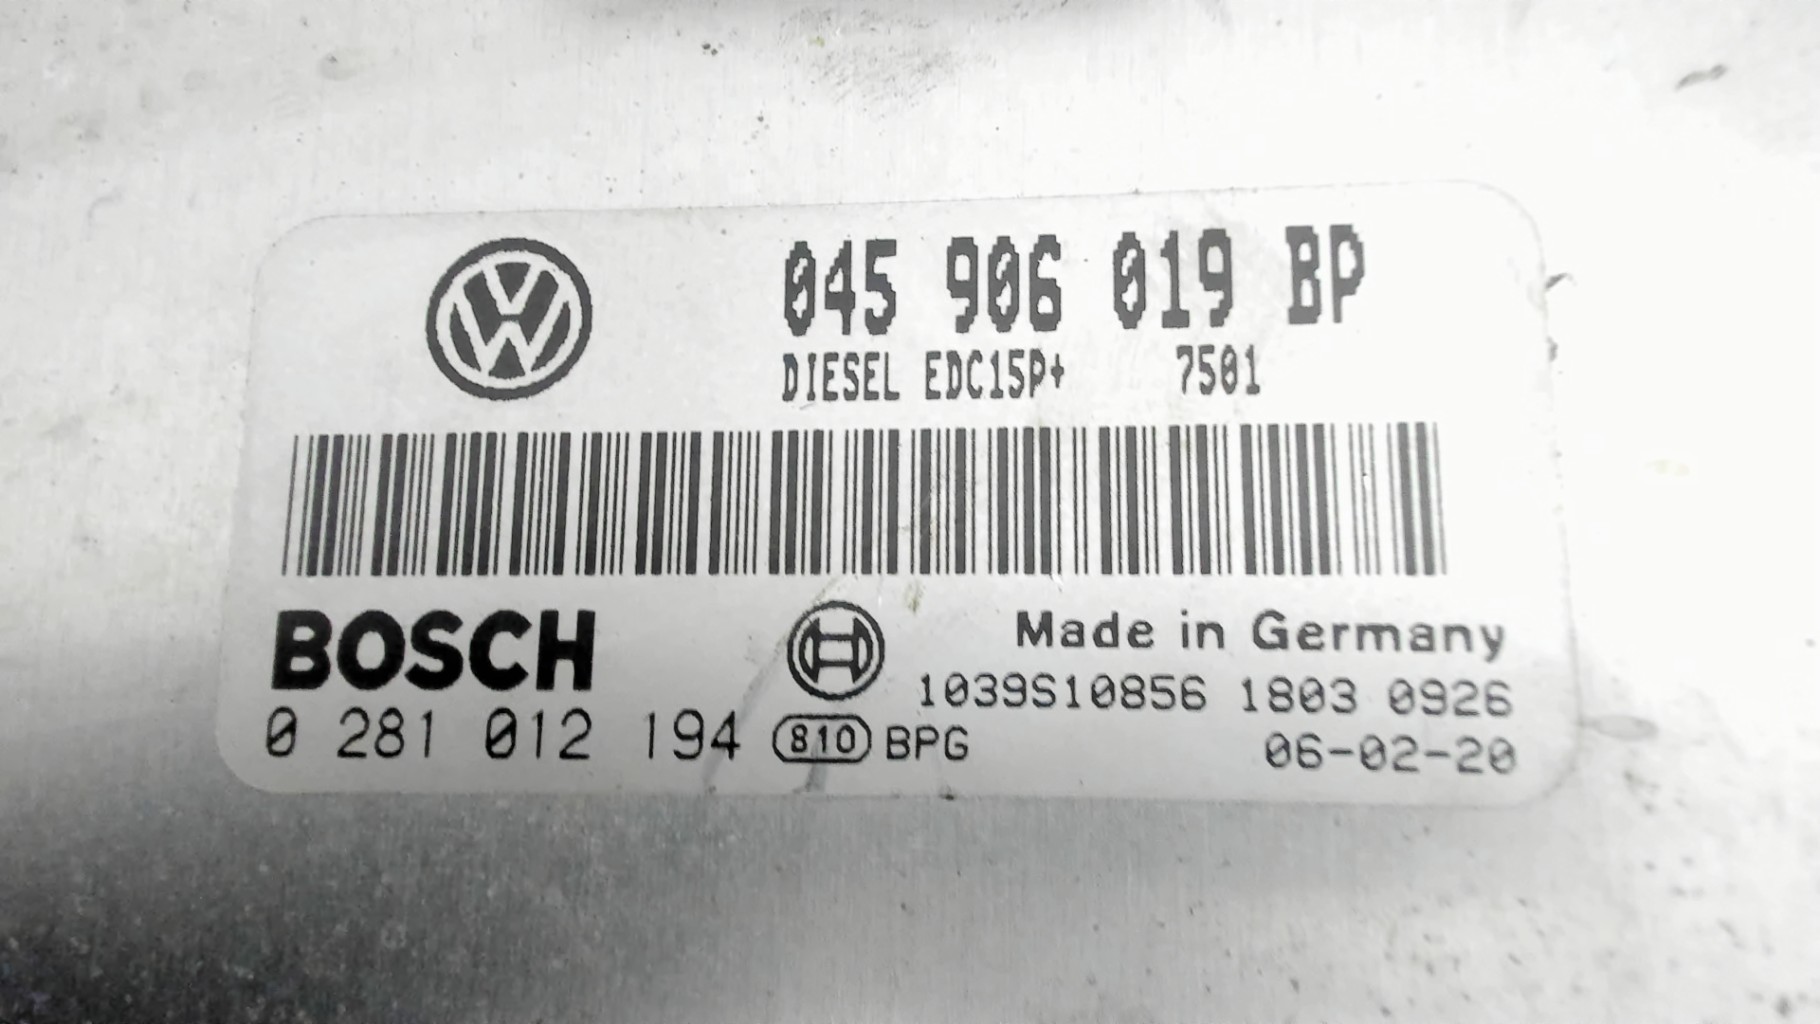 045 906 019 BP
DIESEL EDC15P+ 7501
BOSCH
Made in Germany
1039S10856 1803 0926
0 281 012 194 810 BPG
06-02-20